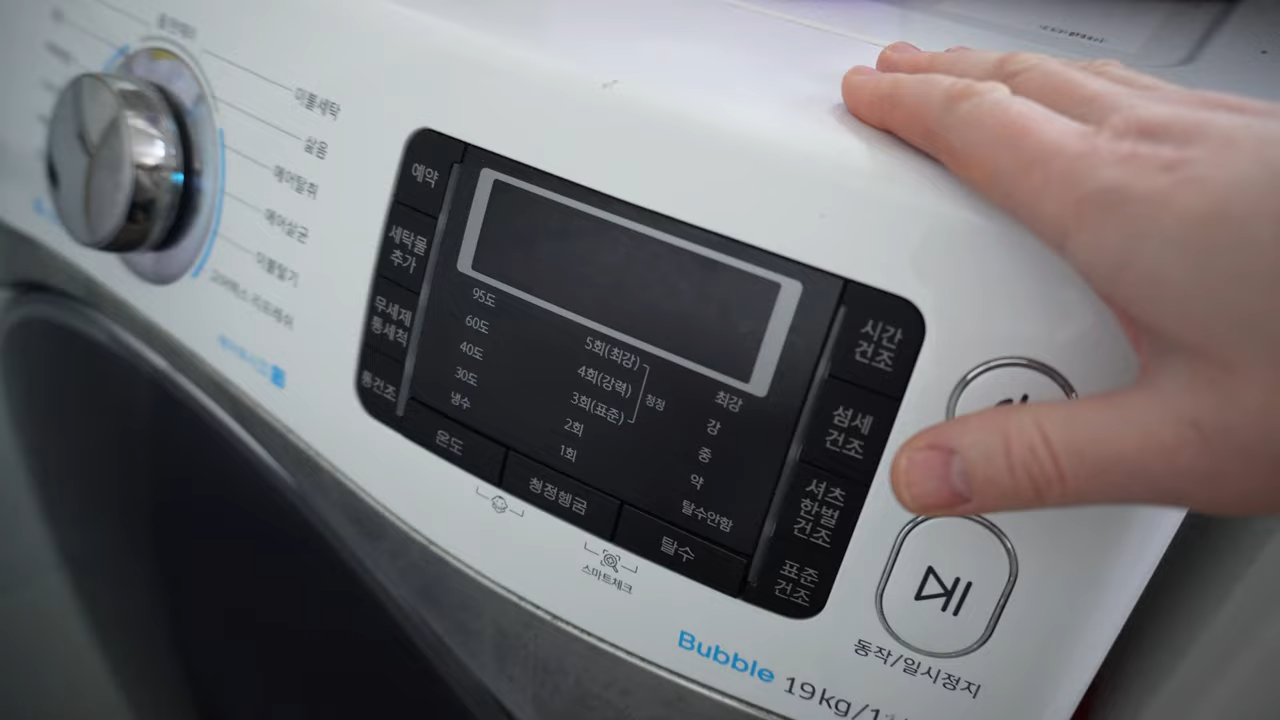 이불세탁
삶음
에어탈취
에어살균
이불털기
예약
세탁물
추가
무세제
통세척
통건조
95도
60도
40도
30도
냉수
온도
5회(최강)
4회(강력)
3회(표준)
청정
2회
1회
청정헹굼
최강
강
중
약
탈수안함
탈수
시간
건조
섬세
건조
셔츠
한벌
건조
표준
건조
스마트체크
동작/일시정지
Bubble 19kg/1